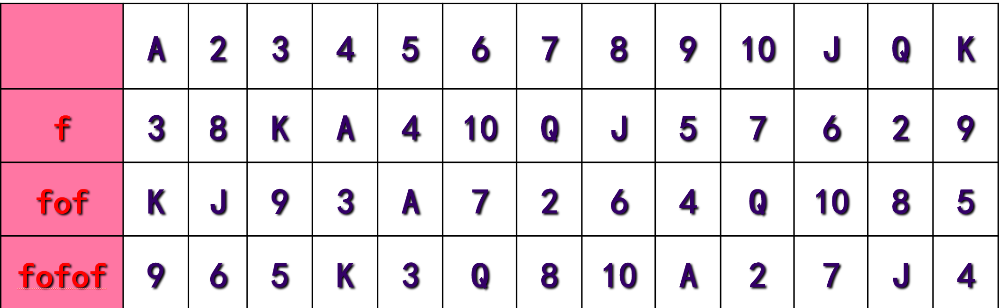 A 2 3 4 5 6 7 8 9 10 J Q K
f 3 8 K A 4 10 Q J 5 7 6 2 9
fof K J 9 3 A 7 2 6 4 Q 10 8 5
fofof 9 6 5 K 3 Q 8 10 A 2 7 J 4